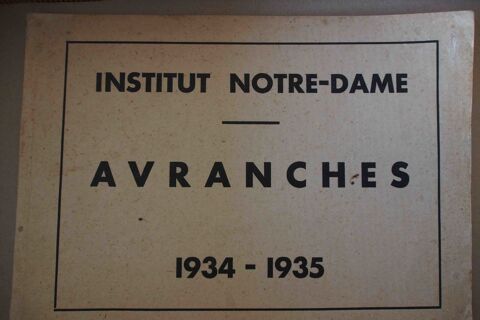 INSTITUT NOTRE-DAME
AVRANCHES
1934 - 1935